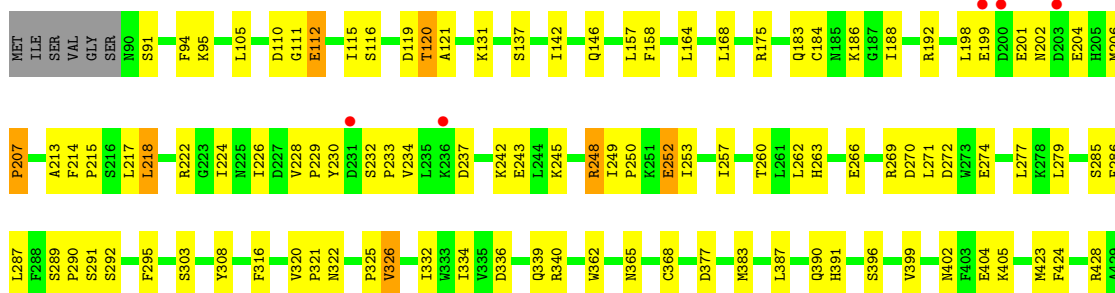 MET ILE SER VAL GLY SER N90 S91 F94 K95 L105 D110 G111 E112 I115 S116 D119 T120 A121 K131 S137 I142 Q146 L157 F158 L164 L168 R175 Q183 C184 N185 K186 G187 I188 R192 L198 E199 D200 E201 N202 D203 E204 H205
P207 A213 F214 P215 S216 L217 L218 R222 G223 I224 N225 I226 D227 V228 P229 Y230 D231 S232 P233 V234 L235 K236 D237 K242 E243 L244 K245 R248 I249 P250 K251 E252 I253 I257 T260 L261 L262 H263 E266 R269 D270 L271 D272 W273 E274 L277 K278 L279 S285
L287 F288 S289 P290 S291 S292 F295 S303 Y308 F316 V320 P321 N322 P325 V326 I332 W333 I334 V335 D336 Q339 R340 W362 N365 C368 D377 M383 L387 Q390 H391 S396 V399 N402 F403 E404 K405 M423 F424 R428